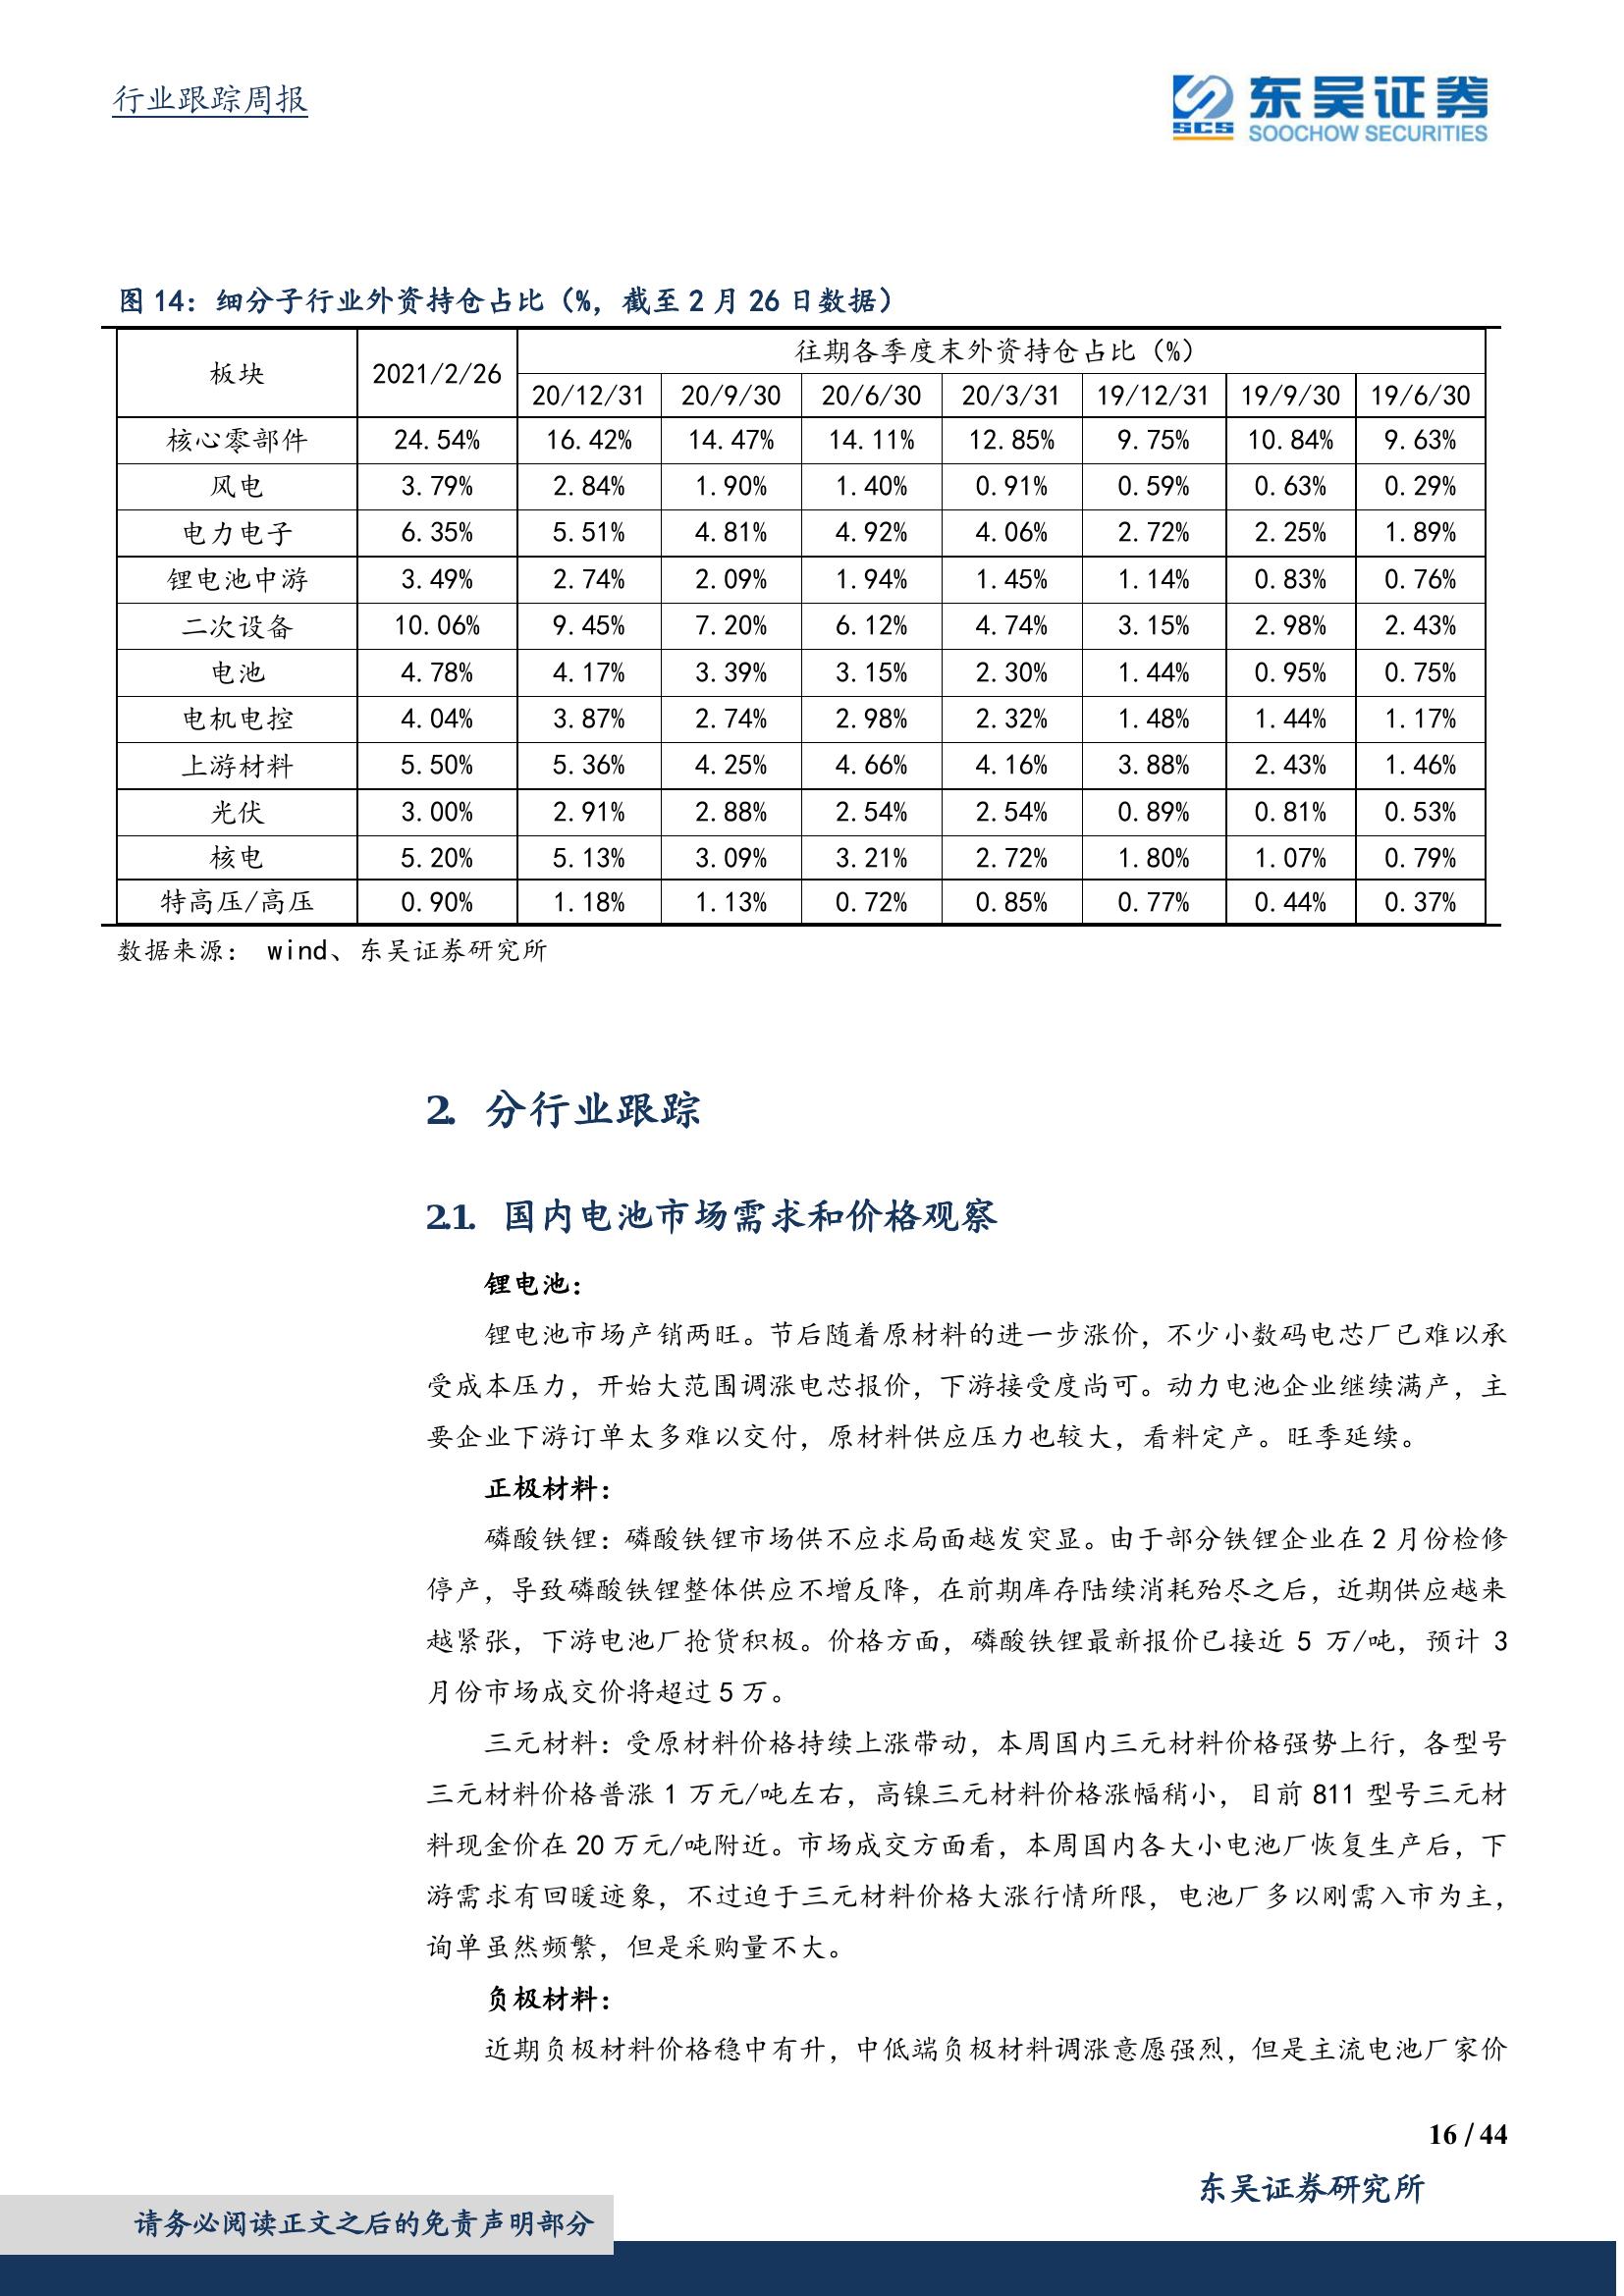 行业跟踪周报
SCS 东吴证券
SOOCHOW SECURITIES
图 14：细分子行业外资持仓占比（%，截至 2 月 26 日数据）
板块 2021/2/26 往期各季度末外资持仓占比（%）
20/12/31 20/9/30 20/6/30 20/3/31 19/12/31 19/9/30 19/6/30
核心零部件 24.54% 16.42% 14.47% 14.11% 12.85% 9.75% 10.84% 9.63%
风电 3.79% 2.84% 1.90% 1.40% 0.91% 0.59% 0.63% 0.29%
电力电子 6.35% 5.51% 4.81% 4.92% 4.06% 2.72% 2.25% 1.89%
锂电池中游 3.49% 2.74% 2.09% 1.94% 1.45% 1.14% 0.83% 0.76%
二次设备 10.06% 9.45% 7.20% 6.12% 4.74% 3.15% 2.98% 2.43%
电池 4.78% 4.17% 3.39% 3.15% 2.30% 1.44% 0.95% 0.75%
电机电控 4.04% 3.87% 2.74% 2.98% 2.32% 1.48% 1.44% 1.17%
上游材料 5.50% 5.36% 4.25% 4.66% 4.16% 3.88% 2.43% 1.46%
光伏 3.00% 2.91% 2.88% 2.54% 2.54% 0.89% 0.81% 0.53%
核电 5.20% 5.13% 3.09% 3.21% 2.72% 1.80% 1.07% 0.79%
特高压/高压 0.90% 1.18% 1.13% 0.72% 0.85% 0.77% 0.44% 0.37%
数据来源： wind、东吴证券研究所
2. 分行业跟踪
2.1. 国内电池市场需求和价格观察
锂电池：
锂电池市场产销两旺。节后随着原材料的进一步涨价，不少小数码电芯厂已难以承
受成本压力，开始大范围调涨电芯报价，下游接受度尚可。动力电池企业继续满产，主
要企业下游订单太多难以交付，原材料供应压力也较大，看料定产。旺季延续。
正极材料：
磷酸铁锂：磷酸铁锂市场供不应求局面越发突显。由于部分铁锂企业在 2 月份检修
停产，导致磷酸铁锂整体供应不增反降，在前期库存陆续消耗殆尽之后，近期供应越来
越紧张，下游电池厂抢货积极。价格方面，磷酸铁锂最新报价已接近 5 万/吨，预计 3
月份市场成交价将超过 5 万。
三元材料：受原材料价格持续上涨带动，本周国内三元材料价格强势上行，各型号
三元材料价格普涨 1 万元/吨左右，高镍三元材料价格涨幅稍小，目前 811 型号三元材
料现金价在 20 万元/吨附近。市场成交方面看，本周国内各大小电池厂恢复生产后，下
游需求有回暖迹象，不过迫于三元材料价格大涨行情所限，电池厂多以刚需入市为主，
询单虽然频繁，但是采购量不大。
负极材料：
近期负极材料价格稳中有升，中低端负极材料调涨意愿强烈，但是主流电池厂家价
16 / 44
东吴证券研究所
请务必阅读正文之后的免责声明部分